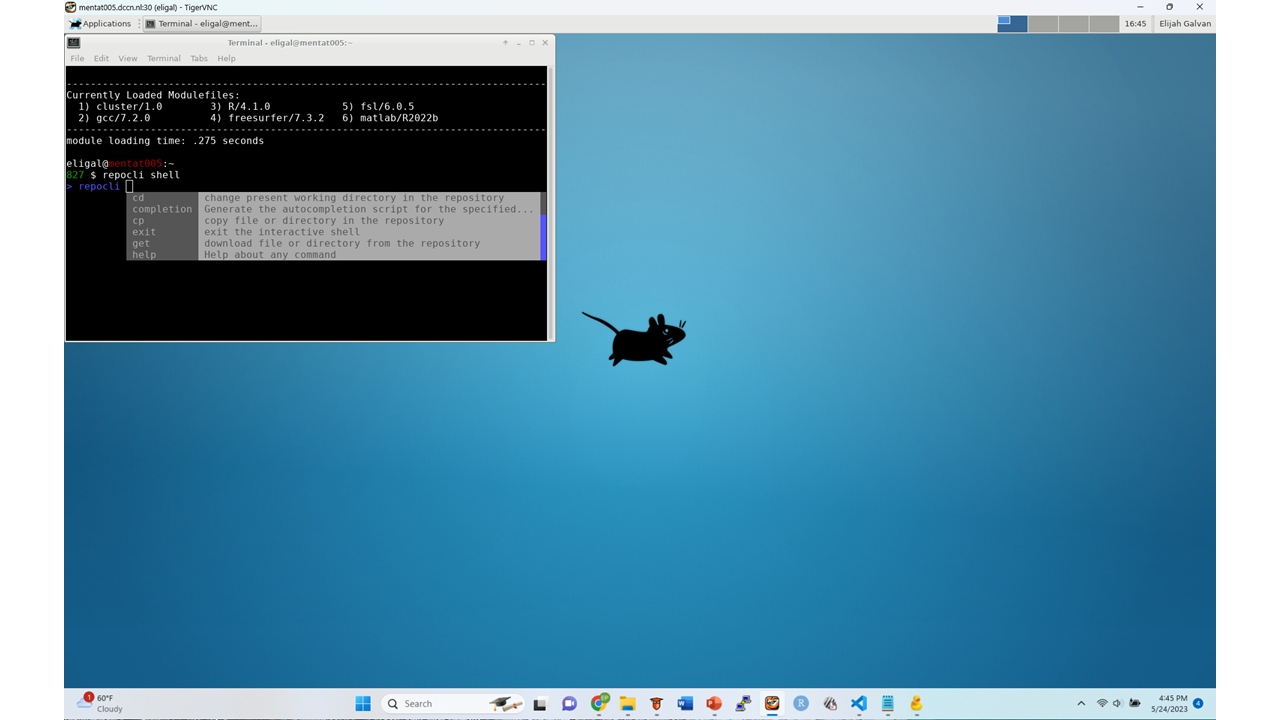 mentat005.dccn.nl:30 (eligal) - TigerVNC
Applications
Terminal - eligal@ment...
16:45
Elijah Galvan
Terminal - eligal@mentat005:~
File Edit View Terminal Tabs Help
--------------------------------------------------------------------------------
Currently Loaded Modulefiles:
1) cluster/1.0 3) R/4.1.0 5) fsl/6.0.5
2) gcc/7.2.0 4) freesurfer/7.3.2 6) matlab/R2022b
--------------------------------------------------------------------------------
module loading time: .275 seconds
eligal@mentat005:~
827 $ repocli shell
> repocli
cd change present working directory in the repository
completion Generate the autocompletion script for the specified...
cp copy file or directory in the repository
exit exit the interactive shell
get download file or directory from the repository
help Help about any command
1
60°F
Cloudy
Search
4:45 PM
5/24/2023
4